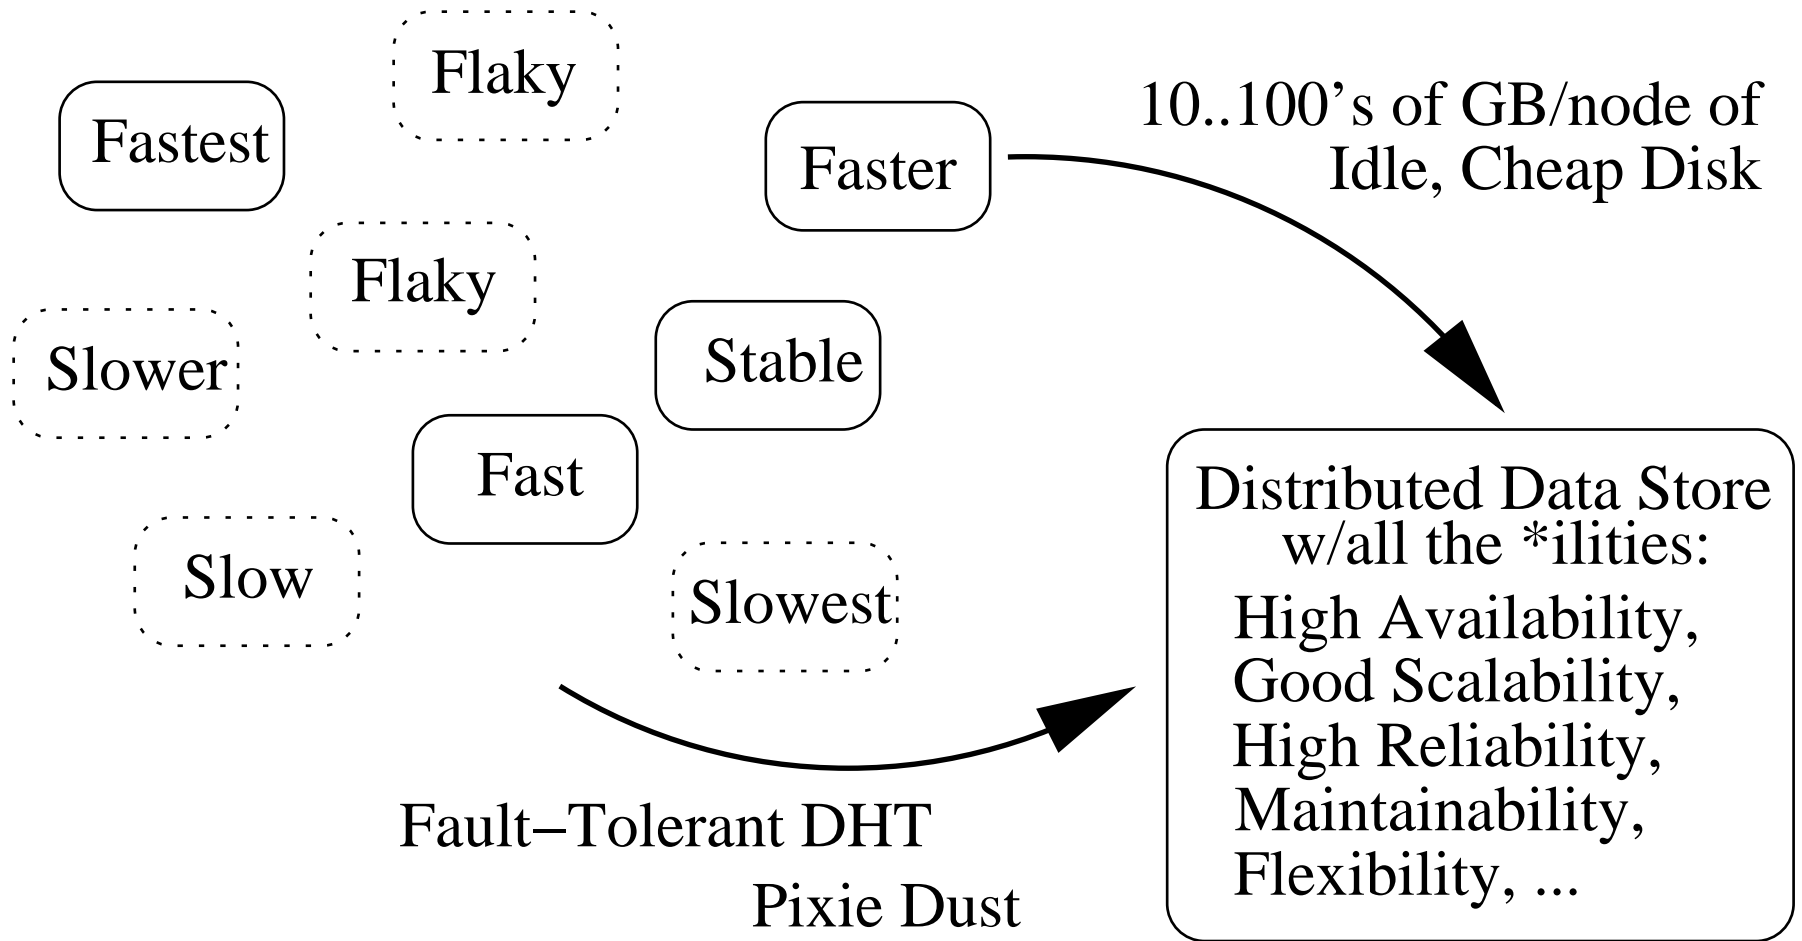 Flaky
Fastest
Faster
10..100’s of GB/node of
Idle, Cheap Disk
Flaky
Slower
Stable
Fast
Slow
Slowest
Distributed Data Store
w/all the *ilities:
High Availability,
Good Scalability,
High Reliability,
Maintainability,
Flexibility, ...
Fault−Tolerant DHT
Pixie Dust